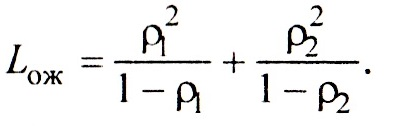 L_ож = ρ₁²/(1 − ρ₁) + ρ₂²/(1 − ρ₂).